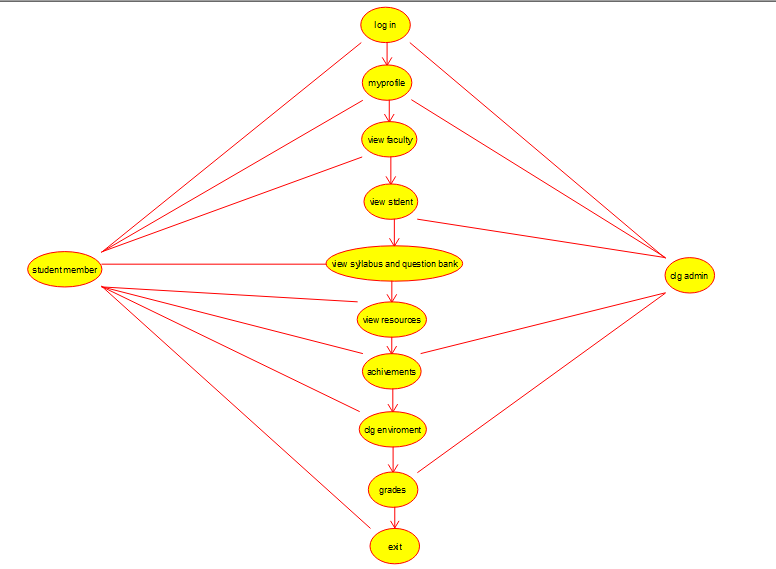 log in
myprofile
view faculty
view stdent
student member
view syllabus and question bank
clg admin
view resources
achivements
clg enviroment
grades
exit